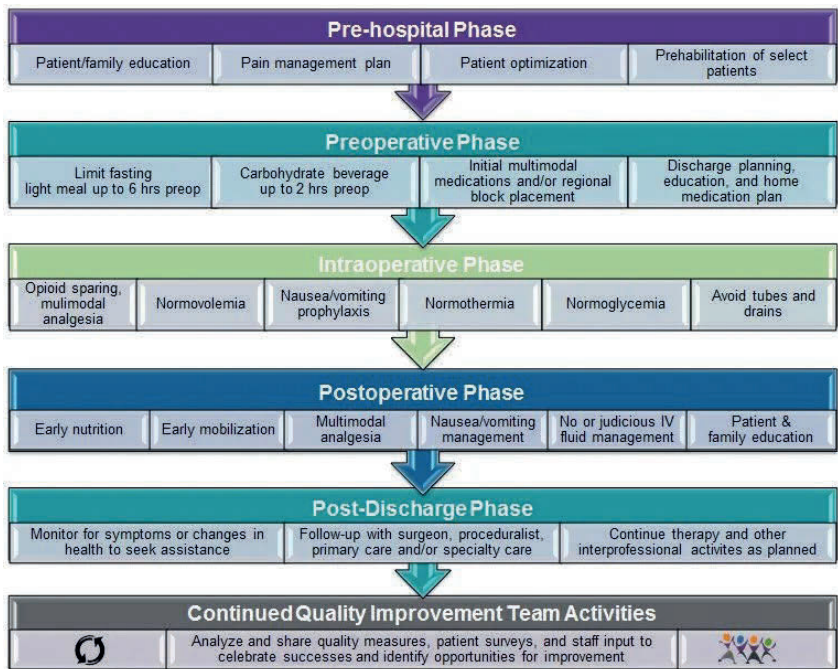 Pre-hospital Phase
Patient/family education
Pain management plan
Patient optimization
Prehabilitation of select
patients
Preoperative Phase
Limit fasting
light meal up to 6 hrs preop
Carbohydrate beverage
up to 2 hrs preop
Initial multimodal
medications and/or regional
block placement
Discharge planning,
education, and home
medication plan
Intraoperative Phase
Opioid sparing,
mulimodal
analgesia
Normovolemia
Nausea/vomiting
prophylaxis
Normothermia
Normoglycemia
Avoid tubes and
drains
Postoperative Phase
Early nutrition
Early mobilization
Multimodal
analgesia
Nausea/vomiting
management
No or judicious IV
fluid management
Patient &
family education
Post-Discharge Phase
Monitor for symptoms or changes in
health to seek assistance
Follow-up with surgeon, proceduralist,
primary care and/or specialty care
Continue therapy and other
interprofessional activites as planned
Continued Quality Improvement Team Activities
Analyze and share quality measures, patient surveys, and staff input to
celebrate successes and identify opportunities for improvement